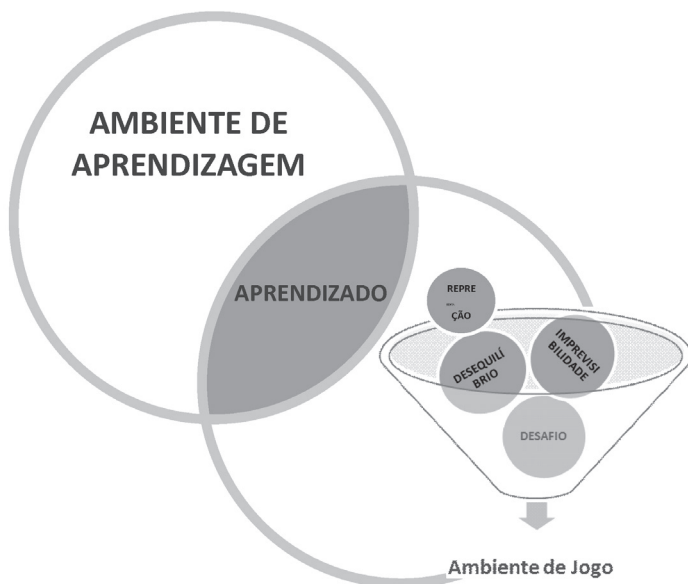 AMBIENTE DE
APRENDIZAGEM
APRENDIZADO
REPRE
ÇÃO
DESEQUILÍ
BRIO
IMPREVISI
BILIDADE
DESAFIO
Ambiente de Jogo